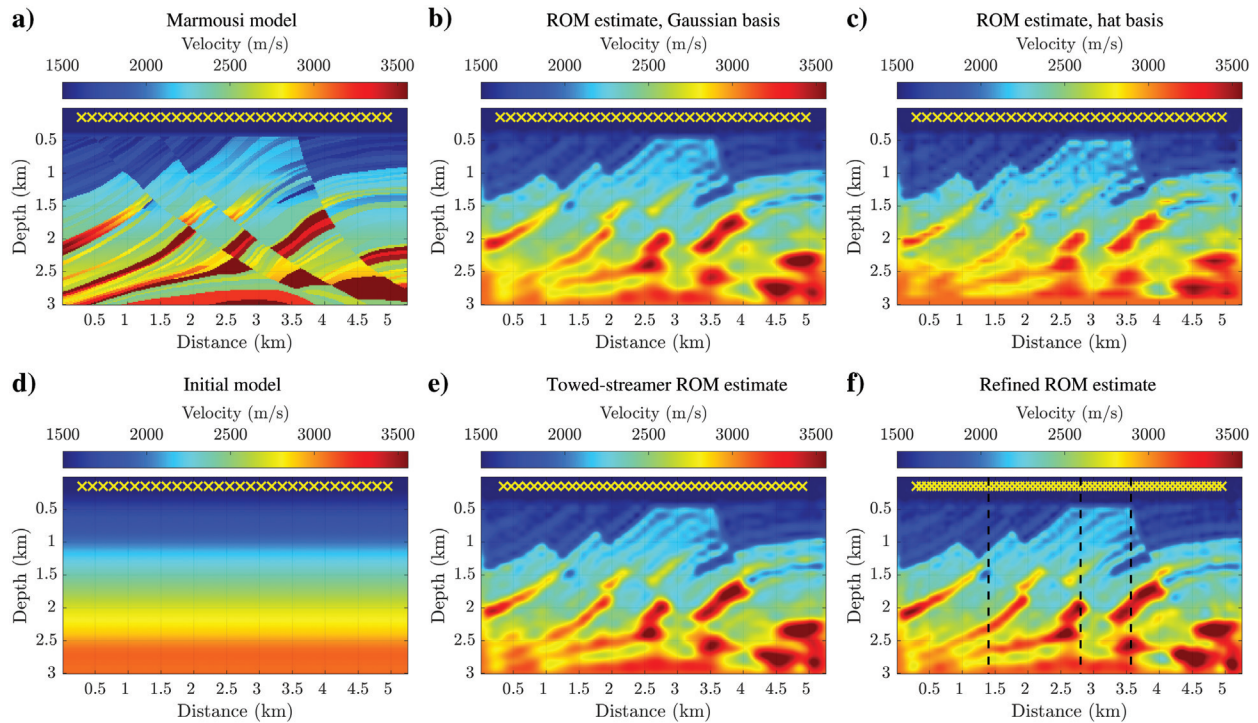 a)
Marmousi model
Velocity (m/s)
1500 2000 2500 3000 3500
Depth (km)
0.5
1
1.5
2
2.5
3
0.5 1 1.5 2 2.5 3 3.5 4 4.5 5
Distance (km)
b)
ROM estimate, Gaussian basis
Velocity (m/s)
1500 2000 2500 3000 3500
Depth (km)
0.5
1
1.5
2
2.5
3
0.5 1 1.5 2 2.5 3 3.5 4 4.5 5
Distance (km)
c)
ROM estimate, hat basis
Velocity (m/s)
1500 2000 2500 3000 3500
Depth (km)
0.5
1
1.5
2
2.5
3
0.5 1 1.5 2 2.5 3 3.5 4 4.5 5
Distance (km)
d)
Initial model
Velocity (m/s)
1500 2000 2500 3000 3500
Depth (km)
0.5
1
1.5
2
2.5
3
0.5 1 1.5 2 2.5 3 3.5 4 4.5 5
Distance (km)
e)
Towed-streamer ROM estimate
Velocity (m/s)
1500 2000 2500 3000 3500
Depth (km)
0.5
1
1.5
2
2.5
3
0.5 1 1.5 2 2.5 3 3.5 4 4.5 5
Distance (km)
f)
Refined ROM estimate
Velocity (m/s)
1500 2000 2500 3000 3500
Depth (km)
0.5
1
1.5
2
2.5
3
0.5 1 1.5 2 2.5 3 3.5 4 4.5 5
Distance (km)